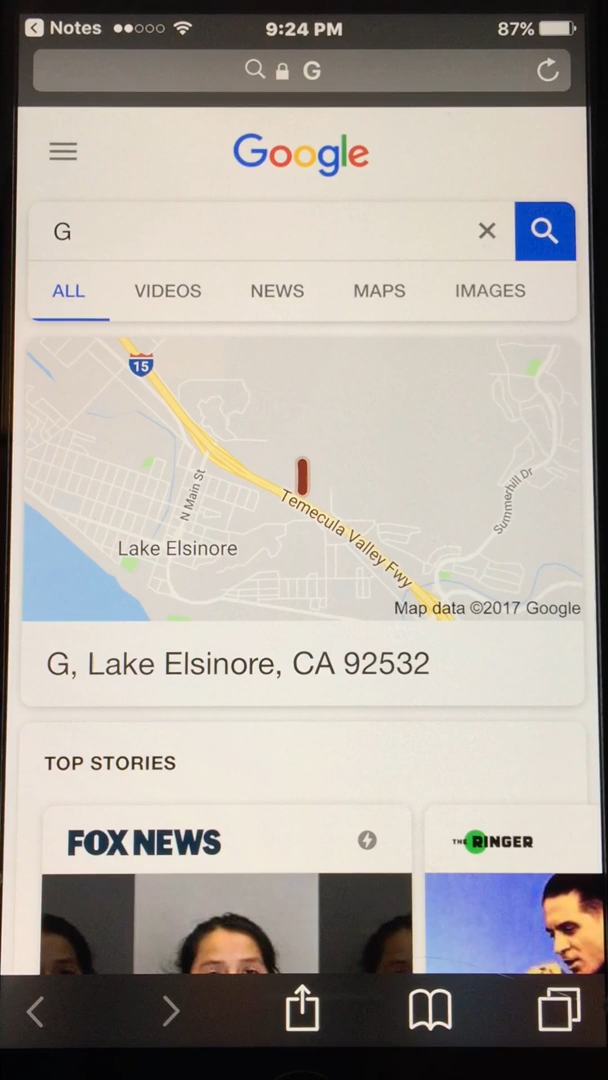 Notes 9:24 PM 87%
G
Google
G
ALL VIDEOS NEWS MAPS IMAGES
15
N Main St
Temecula Valley Fwy
Summerhill Dr
Lake Elsinore
Map data ©2017 Google
G, Lake Elsinore, CA 92532
TOP STORIES
FOX NEWS
THE RINGER